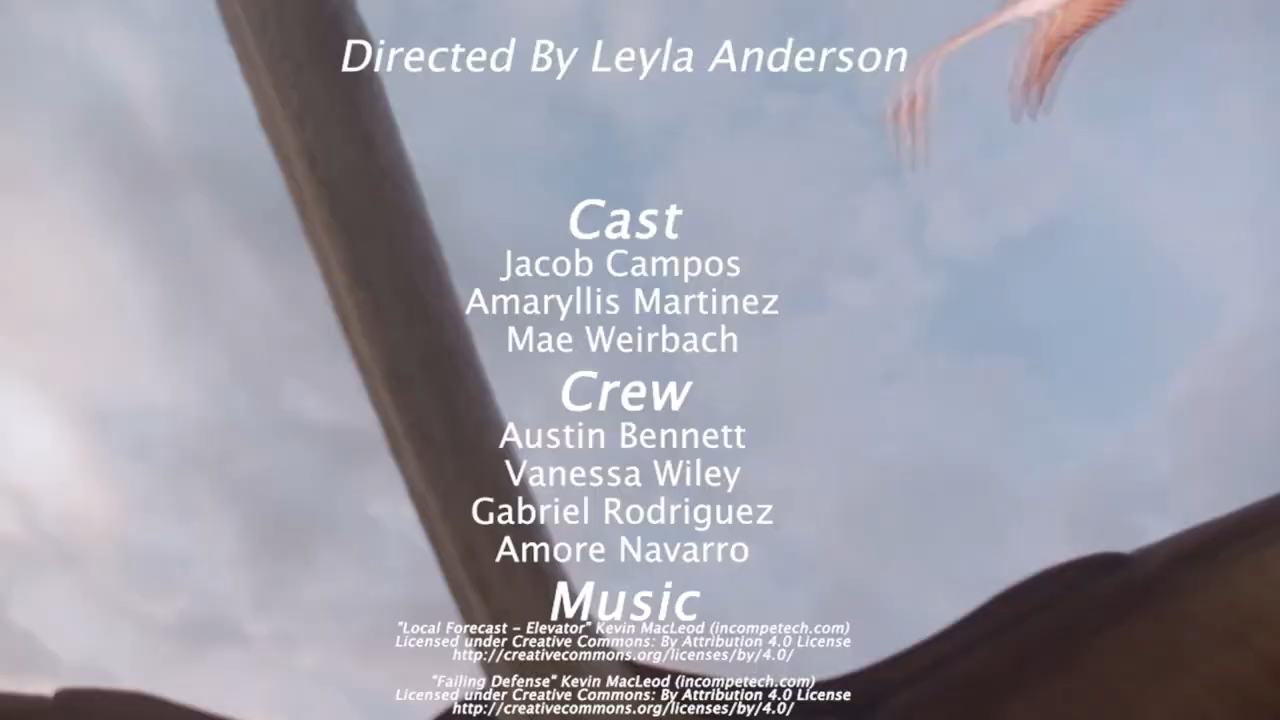 Directed By Leyla Anderson
Cast
Jacob Campos
Amaryllis Martinez
Mae Weirbach
Crew
Austin Bennett
Vanessa Wiley
Gabriel Rodriguez
Amore Navarro
Music
"Local Forecast - Elevator" Kevin MacLeod (incompetech.com)
Licensed under Creative Commons: By Attribution 4.0 License
http://creativecommons.org/licenses/by/4.0/
"Failing Defense" Kevin MacLeod (incompetech.com)
Licensed under Creative Commons: By Attribution 4.0 License
http://creativecommons.org/licenses/by/4.0/